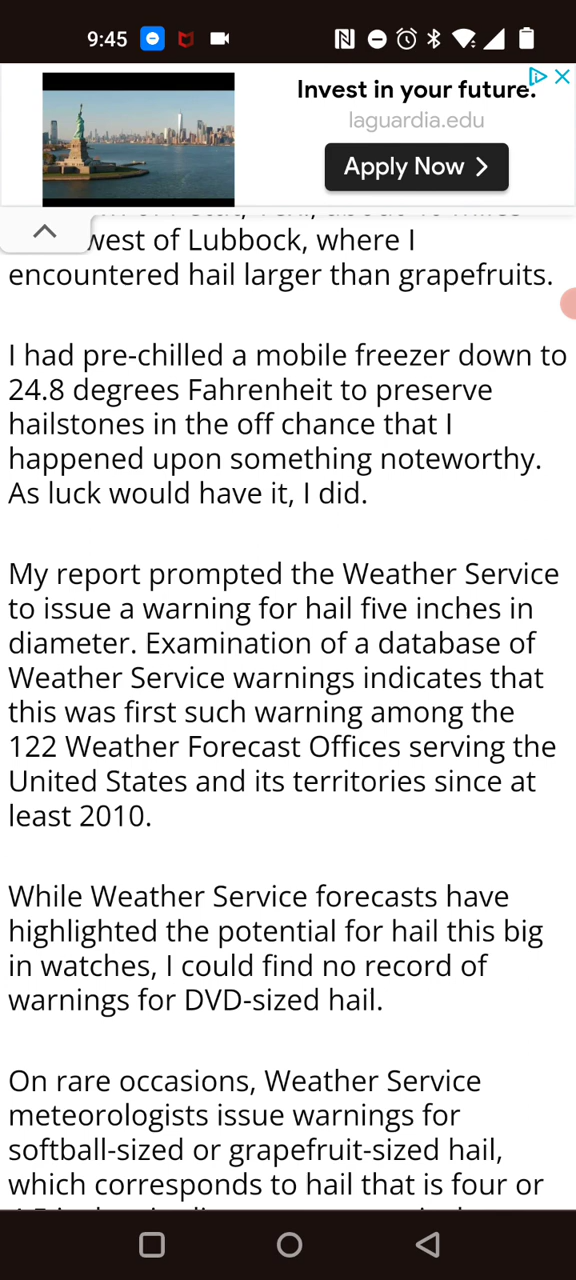 9:45
Invest in your future.
laguardia.edu
Apply Now >
west of Lubbock, where I
encountered hail larger than grapefruits.
I had pre-chilled a mobile freezer down to
24.8 degrees Fahrenheit to preserve
hailstones in the off chance that I
happened upon something noteworthy.
As luck would have it, I did.
My report prompted the Weather Service
to issue a warning for hail five inches in
diameter. Examination of a database of
Weather Service warnings indicates that
this was first such warning among the
122 Weather Forecast Offices serving the
United States and its territories since at
least 2010.
While Weather Service forecasts have
highlighted the potential for hail this big
in watches, I could find no record of
warnings for DVD-sized hail.
On rare occasions, Weather Service
meteorologists issue warnings for
softball-sized or grapefruit-sized hail,
which corresponds to hail that is four or